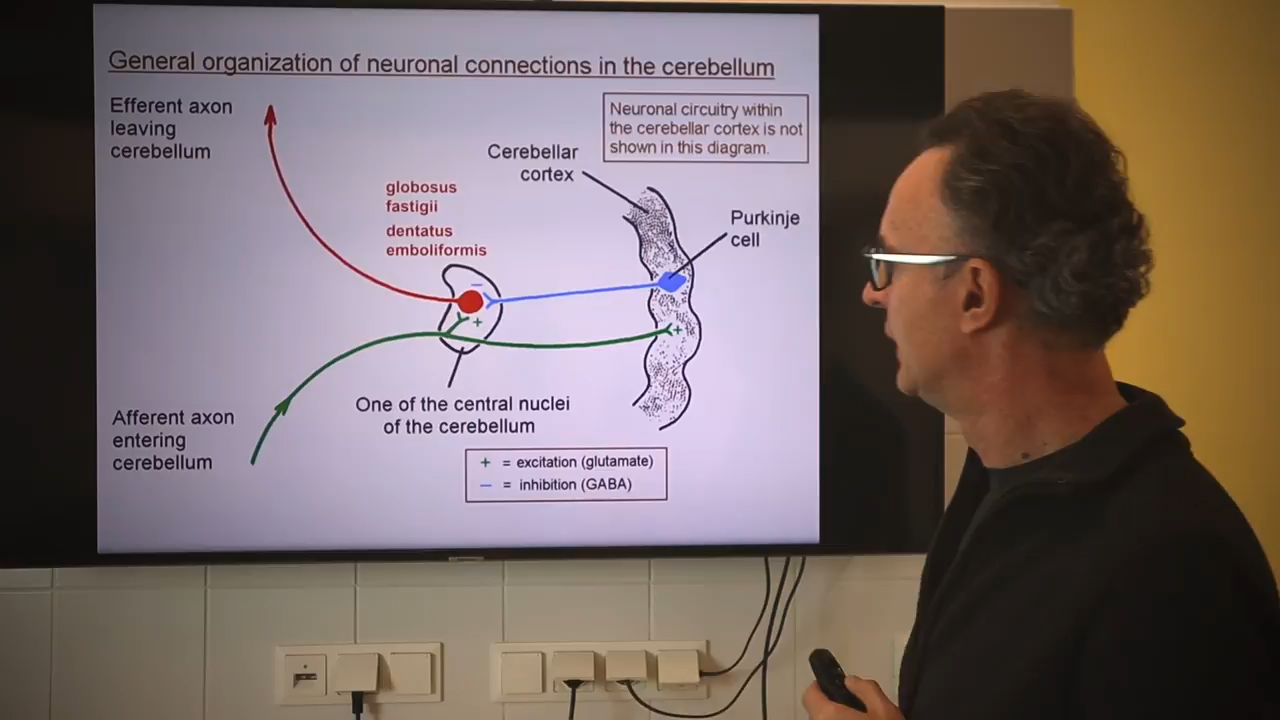 General organization of neuronal connections in the cerebellum
Efferent axon
leaving
cerebellum
Neuronal circuitry within
the cerebellar cortex is not
shown in this diagram.
Cerebellar
cortex
globosus
fastigii
dentatus
emboliformis
Purkinje
cell
−
+
+
Afferent axon
entering
cerebellum
One of the central nuclei
of the cerebellum
+ = excitation (glutamate)
− = inhibition (GABA)